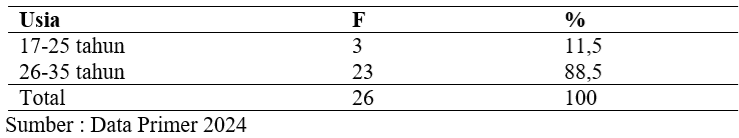 Usia F %
17-25 tahun 3 11,5
26-35 tahun 23 88,5
Total 26 100
Sumber : Data Primer 2024